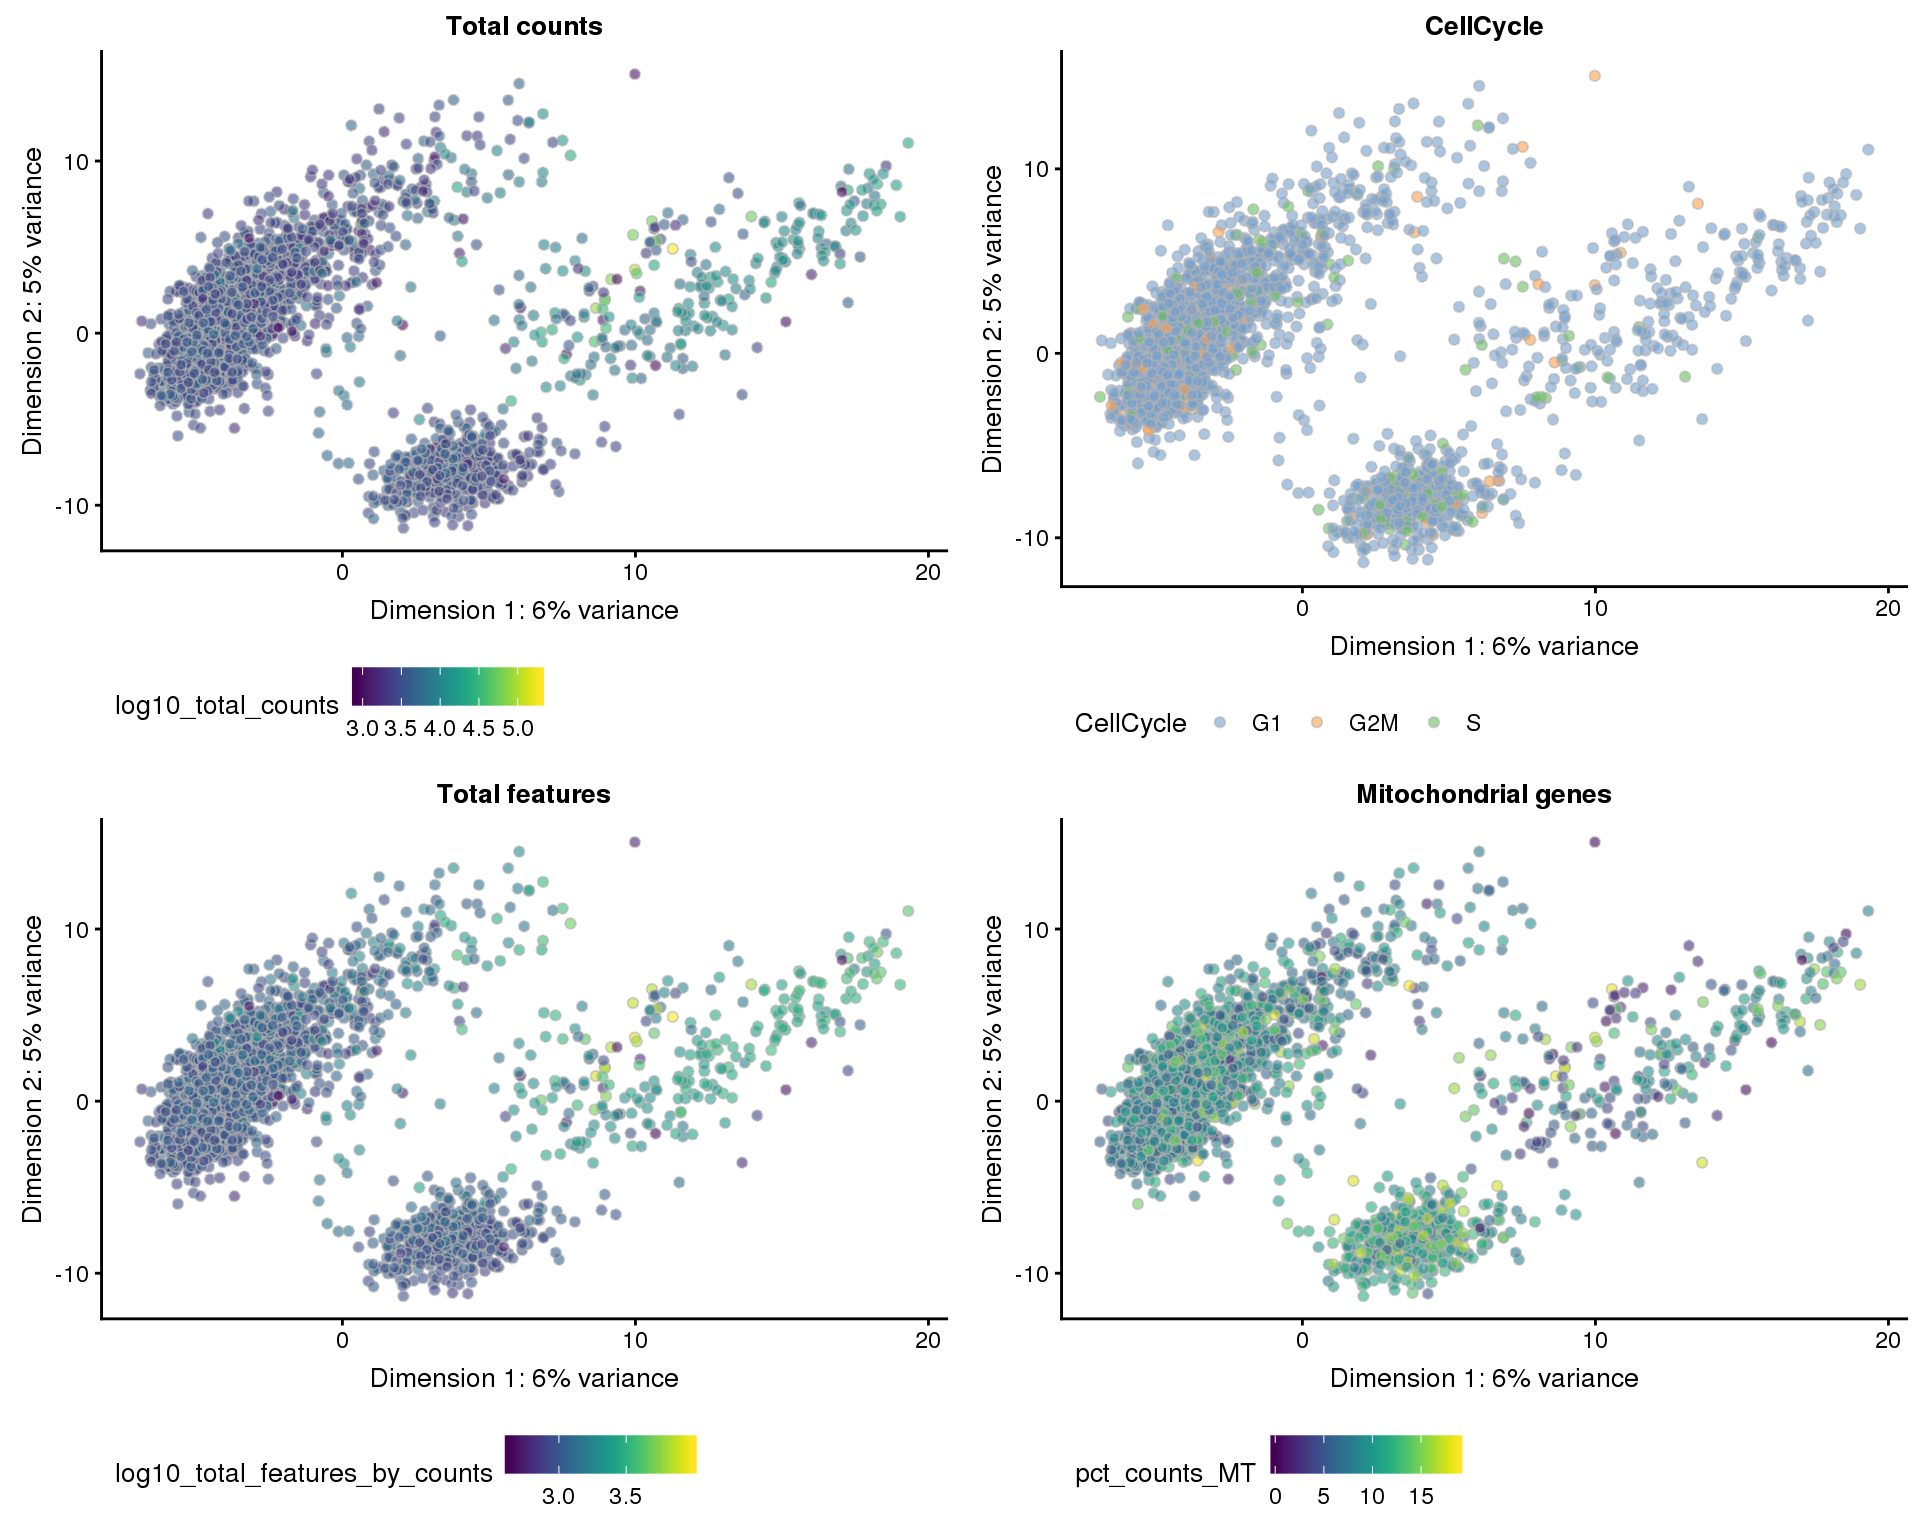 Total counts
Dimension 2: 5% variance
10
0
-10
0 10 20
Dimension 1: 6% variance
log10_total_counts
3.0 3.5 4.0 4.5 5.0
CellCycle
Dimension 2: 5% variance
10
0
-10
0 10 20
Dimension 1: 6% variance
CellCycle G1 G2M S
Total features
Dimension 2: 5% variance
10
0
-10
0 10 20
Dimension 1: 6% variance
log10_total_features_by_counts
3.0 3.5
Mitochondrial genes
Dimension 2: 5% variance
10
0
-10
0 10 20
Dimension 1: 6% variance
pct_counts_MT
0 5 10 15